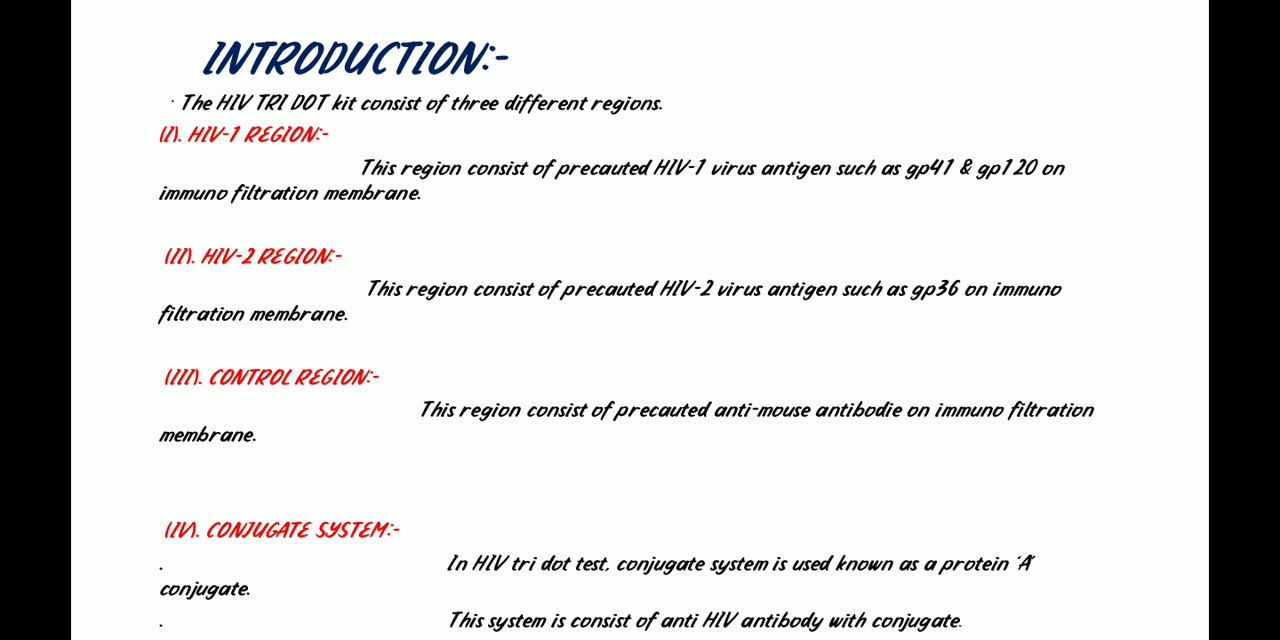 INTRODUCTION:-
· The HIV TRI DOT kit consist of three different regions.
(I). HIV-1 REGION:-
This region consist of precauted HIV-1 virus antigen such as gp41 & gp120 on
immuno filtration membrane.
(II). HIV-2 REGION:-
This region consist of precauted HIV-2 virus antigen such as gp36 on immuno
filtration membrane.
(III). CONTROL REGION:-
This region consist of precauted anti-mouse antibodie on immuno filtration
membrane.
(IV). CONJUGATE SYSTEM:-
. In HIV tri dot test, conjugate system is used known as a protein 'A'
conjugate.
. This system is consist of anti HIV antibody with conjugate.